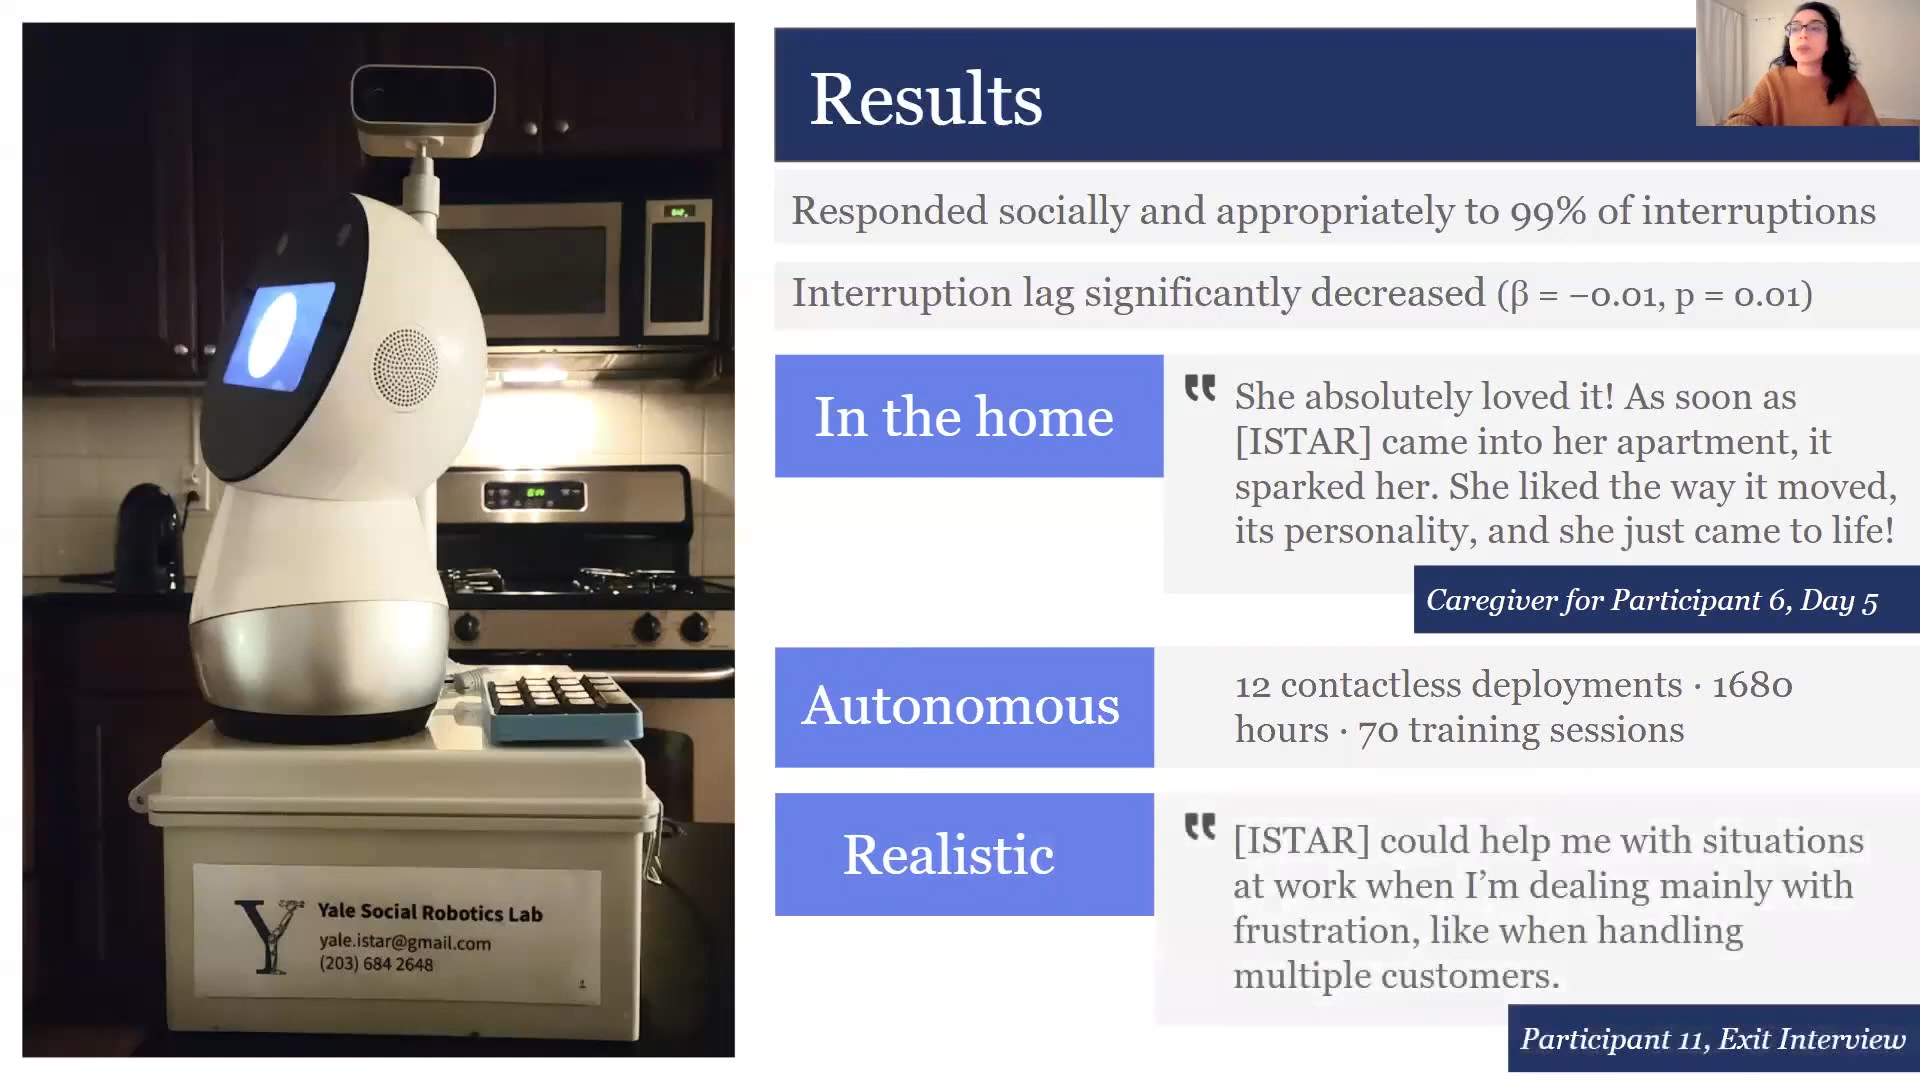 Results
Responded socially and appropriately to 99% of interruptions
Interruption lag significantly decreased (β = −0.01, p = 0.01)
In the home
❝ She absolutely loved it! As soon as
[ISTAR] came into her apartment, it
sparked her. She liked the way it moved,
its personality, and she just came to life!
Caregiver for Participant 6, Day 5
Autonomous
12 contactless deployments · 1680
hours · 70 training sessions
Realistic
❝ [ISTAR] could help me with situations
at work when I’m dealing mainly with
frustration, like when handling
multiple customers.
Participant 11, Exit Interview
Y
Yale Social Robotics Lab
yale.istar@gmail.com
(203) 684 2648